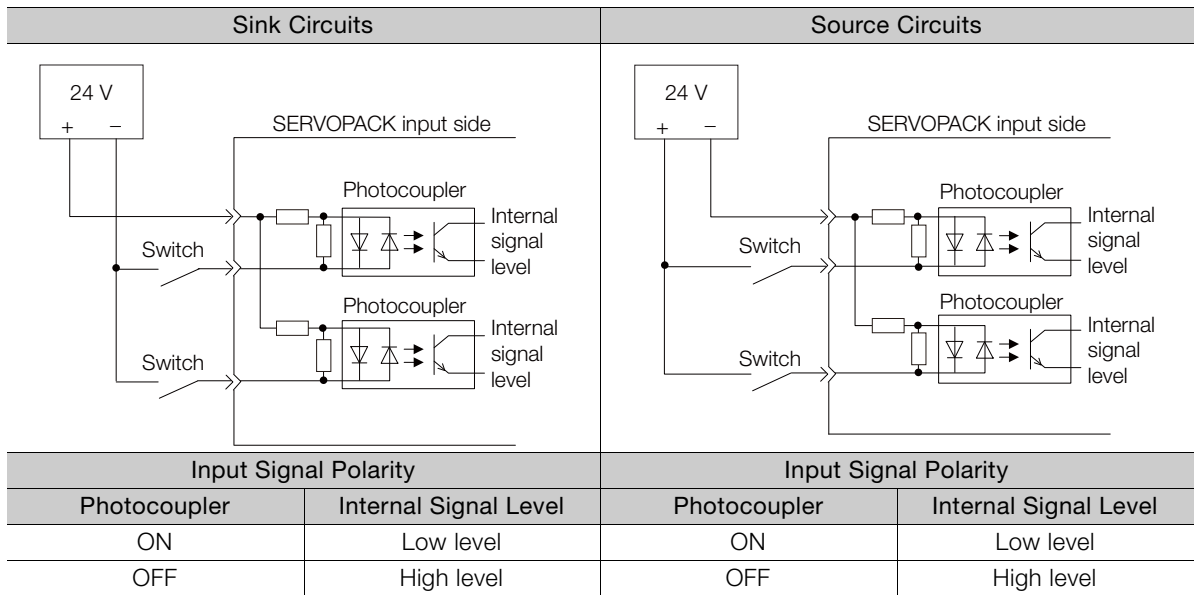 Sink Circuits
Source Circuits
24 V
+ −
SERVOPACK input side
Photocoupler
Internal
signal
level
Switch
Photocoupler
Internal
signal
level
Switch
24 V
+ −
SERVOPACK input side
Photocoupler
Internal
signal
level
Switch
Photocoupler
Internal
signal
level
Switch
Input Signal Polarity
Input Signal Polarity
Photocoupler
Internal Signal Level
Photocoupler
Internal Signal Level
ON
Low level
ON
Low level
OFF
High level
OFF
High level